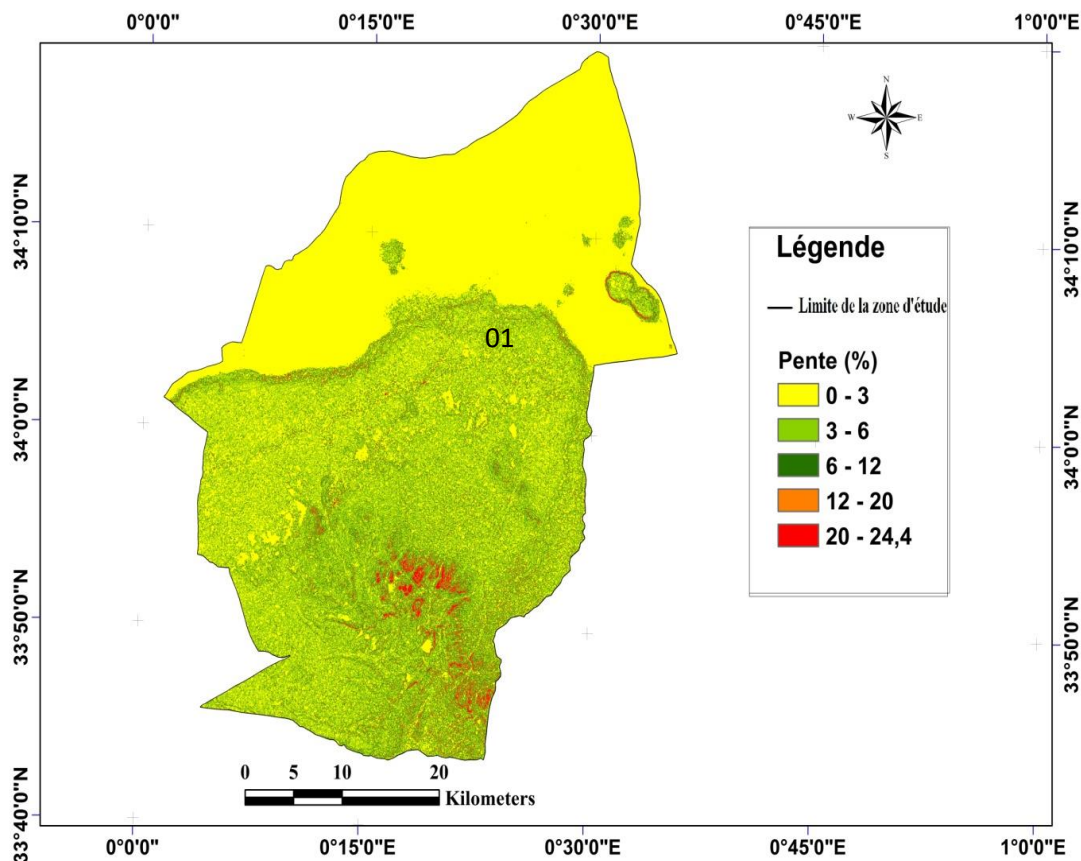 0°0'0" 0°15'0"E 0°30'0"E 0°45'0"E 1°0'0"E
N
W E
S
34°10'0"N 34°10'0"N
Légende
Limite de la zone d'étude
01
Pente (%)
0 - 3
3 - 6
34°0'0"N 34°0'0"N
6 - 12
12 - 20
20 - 24,4
33°50'0"N 33°50'0"N
0 5 10 20
Kilometers
33°40'0"N 33°40'0"N
0°0'0" 0°15'0"E 0°30'0"E 0°45'0"E 1°0'0"E